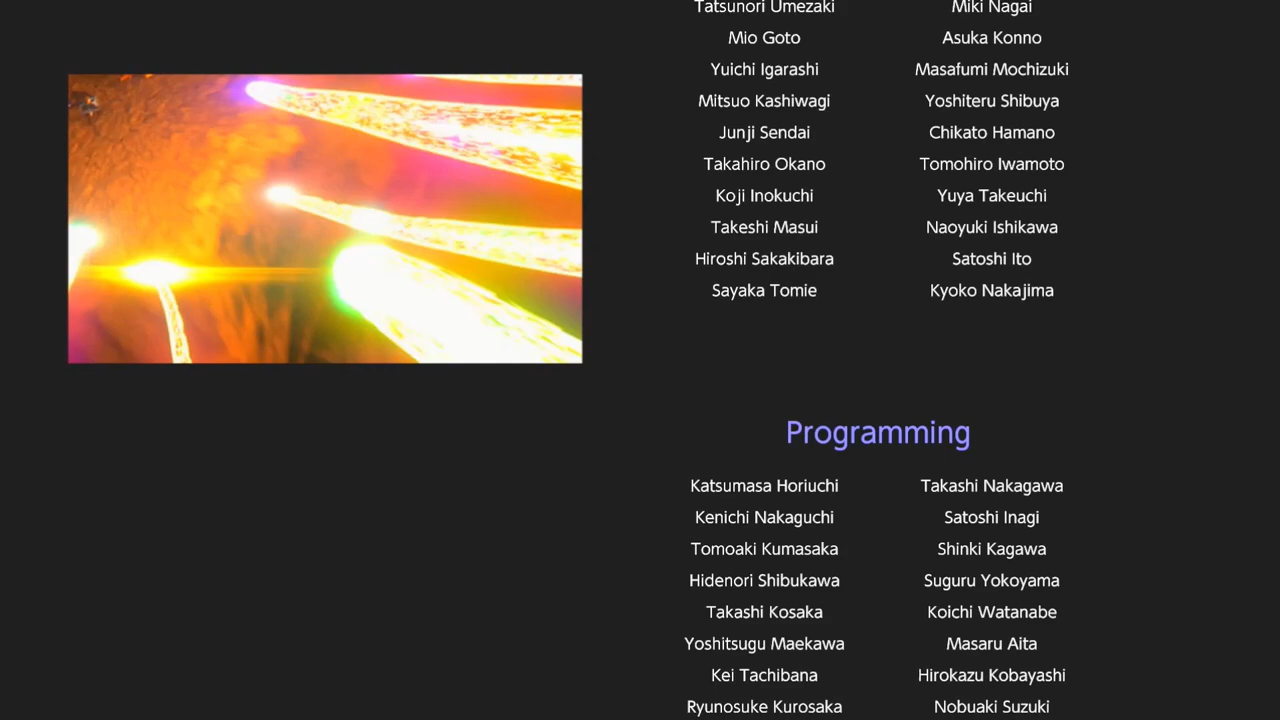 Tatsunori Umezaki Miki Nagai
Mio Goto Asuka Konno
Yuichi Igarashi Masafumi Mochizuki
Mitsuo Kashiwagi Yoshiteru Shibuya
Junji Sendai Chikato Hamano
Takahiro Okano Tomohiro Iwamoto
Koji Inokuchi Yuya Takeuchi
Takeshi Masui Naoyuki Ishikawa
Hiroshi Sakakibara Satoshi Ito
Sayaka Tomie Kyoko Nakajima
Programming
Katsumasa Horiuchi Takashi Nakagawa
Kenichi Nakaguchi Satoshi Inagi
Tomoaki Kumasaka Shinki Kagawa
Hidenori Shibukawa Suguru Yokoyama
Takashi Kosaka Koichi Watanabe
Yoshitsugu Maekawa Masaru Aita
Kei Tachibana Hirokazu Kobayashi
Ryunosuke Kurosaka Nobuaki Suzuki